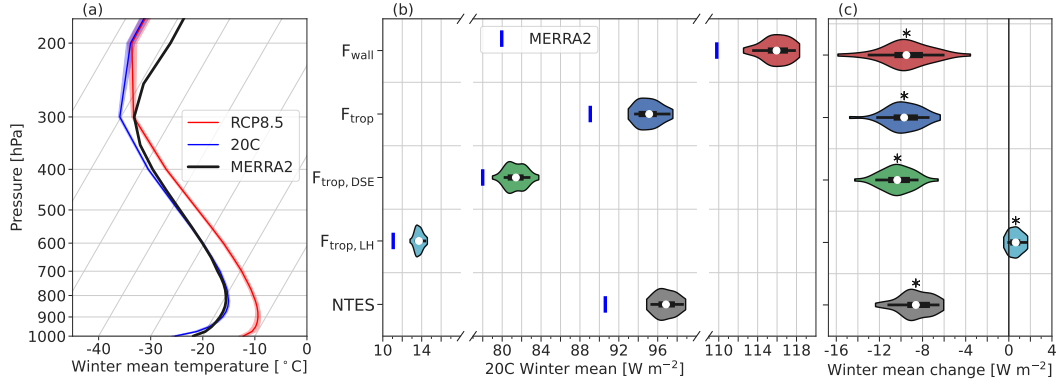 (a)
(b)
(c)
200
300
400
500
600
700
800
900
1000
Pressure [hPa]
RCP8.5
20C
MERRA2
-40 -30 -20 -10 0
Winter mean temperature [°C]
MERRA2
F_wall
F_trop
F_trop, DSE
F_trop, LH
NTES
10 14 80 84 88 92 96 110 114 118
20C Winter mean [W m⁻²]
*
*
*
*
*
-16 -12 -8 -4 0 4
Winter mean change [W m⁻²]